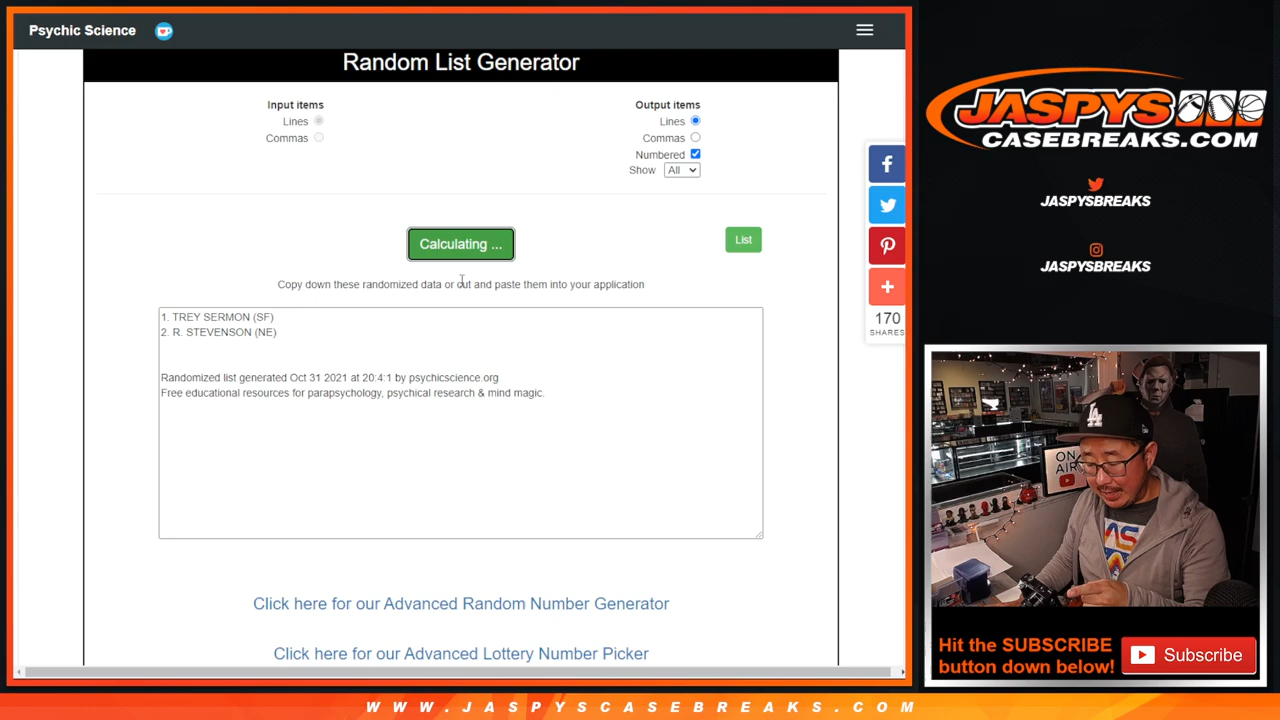 Psychic Science
Random List Generator
Input items
Lines
Commas
Output items
Lines
Commas
Numbered
Show All
Calculating ...
List
Copy down these randomized data or cut and paste them into your application
1. TREY SERMON (SF)
2. R. STEVENSON (NE)
Randomized list generated Oct 31 2021 at 20:4:1 by psychicscience.org
Free educational resources for parapsychology, psychical research & mind magic.
Click here for our Advanced Random Number Generator
Click here for our Advanced Lottery Number Picker
170
SHARES
JASPYS
CASEBREAKS.COM
JASPYSBREAKS
JASPYSBREAKS
LA
ON
AIR
Hit the SUBSCRIBE
button down below!
Subscribe
WWW.JASPYSCASEBREAKS.COM